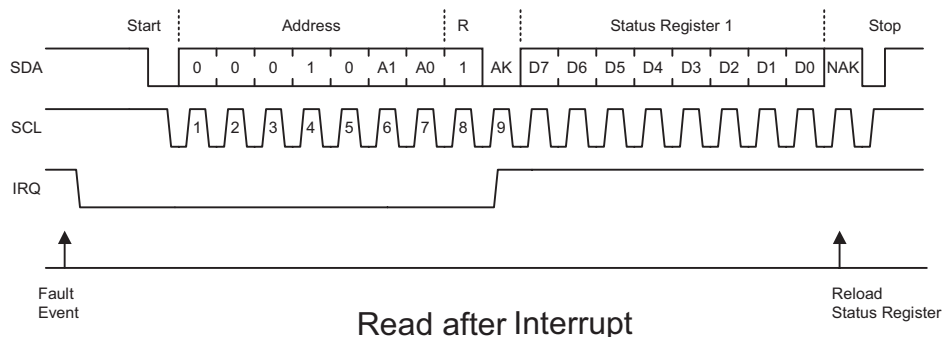 Start Address R Status Register 1 Stop
SDA 0 0 0 1 0 A1 A0 1 AK D7 D6 D5 D4 D3 D2 D1 D0 NAK
SCL 1 2 3 4 5 6 7 8 9
IRQ
Fault Reload
Event Status Register
Read after Interrupt